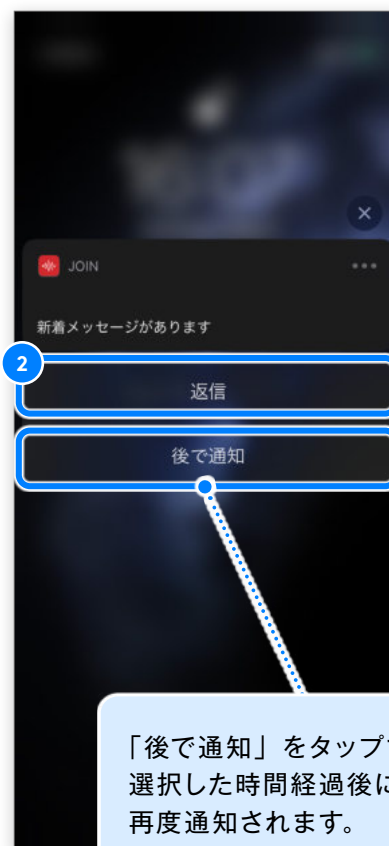 JOIN
新着メッセージがあります
2
返信
後で通知
「後で通知」をタップ
選択した時間経過後に
再度通知されます。